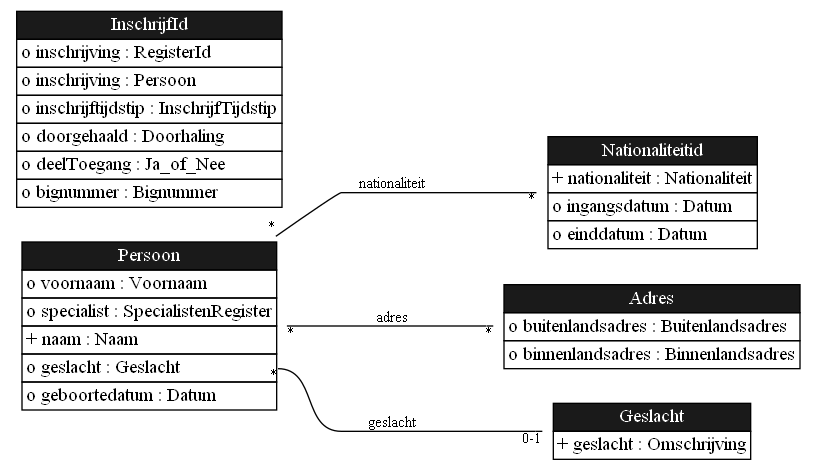 InschrijfId
o inschrijving : RegisterId
o inschrijving : Persoon
o inschrijftijdstip : InschrijfTijdstip
o doorgehaald : Doorhaling
o deelToegang : Ja_of_Nee
o bignummer : Bignummer
Nationaliteitid
+ nationaliteit : Nationaliteit
o ingangsdatum : Datum
o einddatum : Datum
nationaliteit
*
*
Persoon
o voornaam : Voornaam
o specialist : SpecialistenRegister
+ naam : Naam
o geslacht : Geslacht
o geboortedatum : Datum
adres
*
*
Adres
o buitenlandsadres : Buitenlandsadres
o binnenlandsadres : Binnenlandsadres
*
geslacht
0-1
Geslacht
+ geslacht : Omschrijving